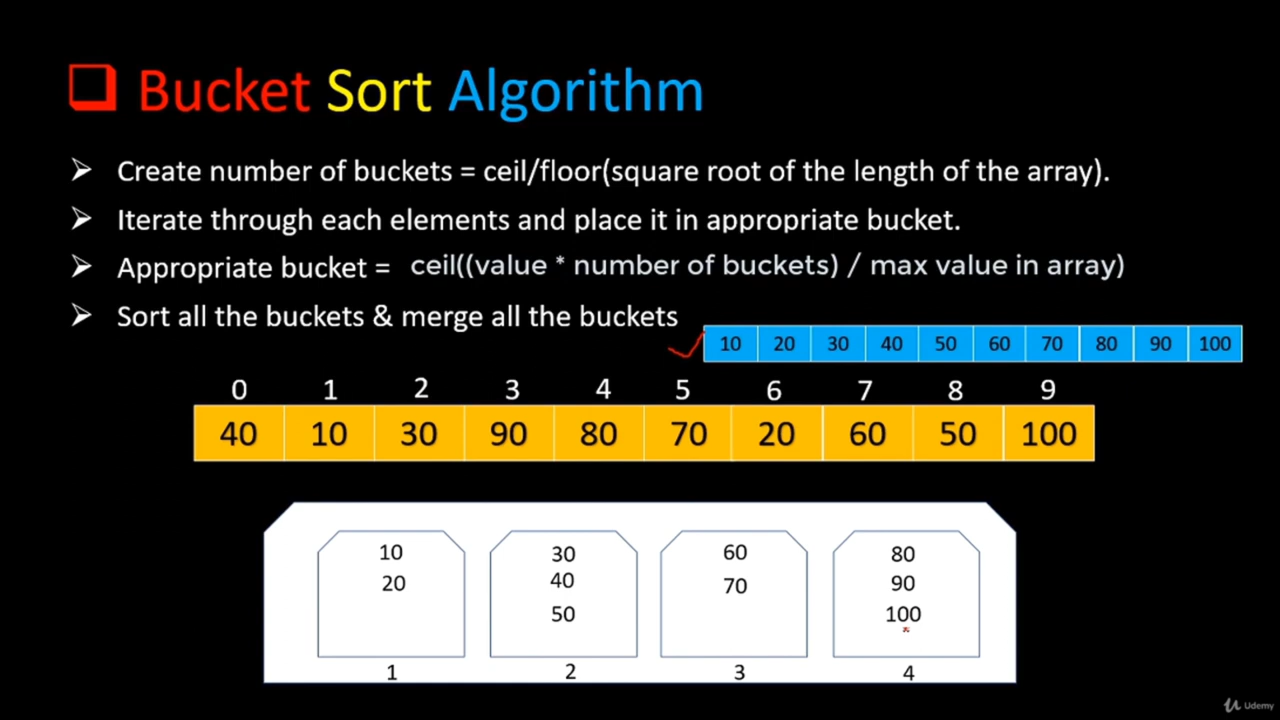 Bucket Sort Algorithm
Create number of buckets = ceil/floor(square root of the length of the array).
Iterate through each elements and place it in appropriate bucket.
Appropriate bucket = ceil((value * number of buckets) / max value in array)
Sort all the buckets & merge all the buckets
10 20 30 40 50 60 70 80 90 100
0 1 2 3 4 5 6 7 8 9
40 10 30 90 80 70 20 60 50 100
10 30 60 80
20 40 70 90
50 100
1 2 3 4
Udemy